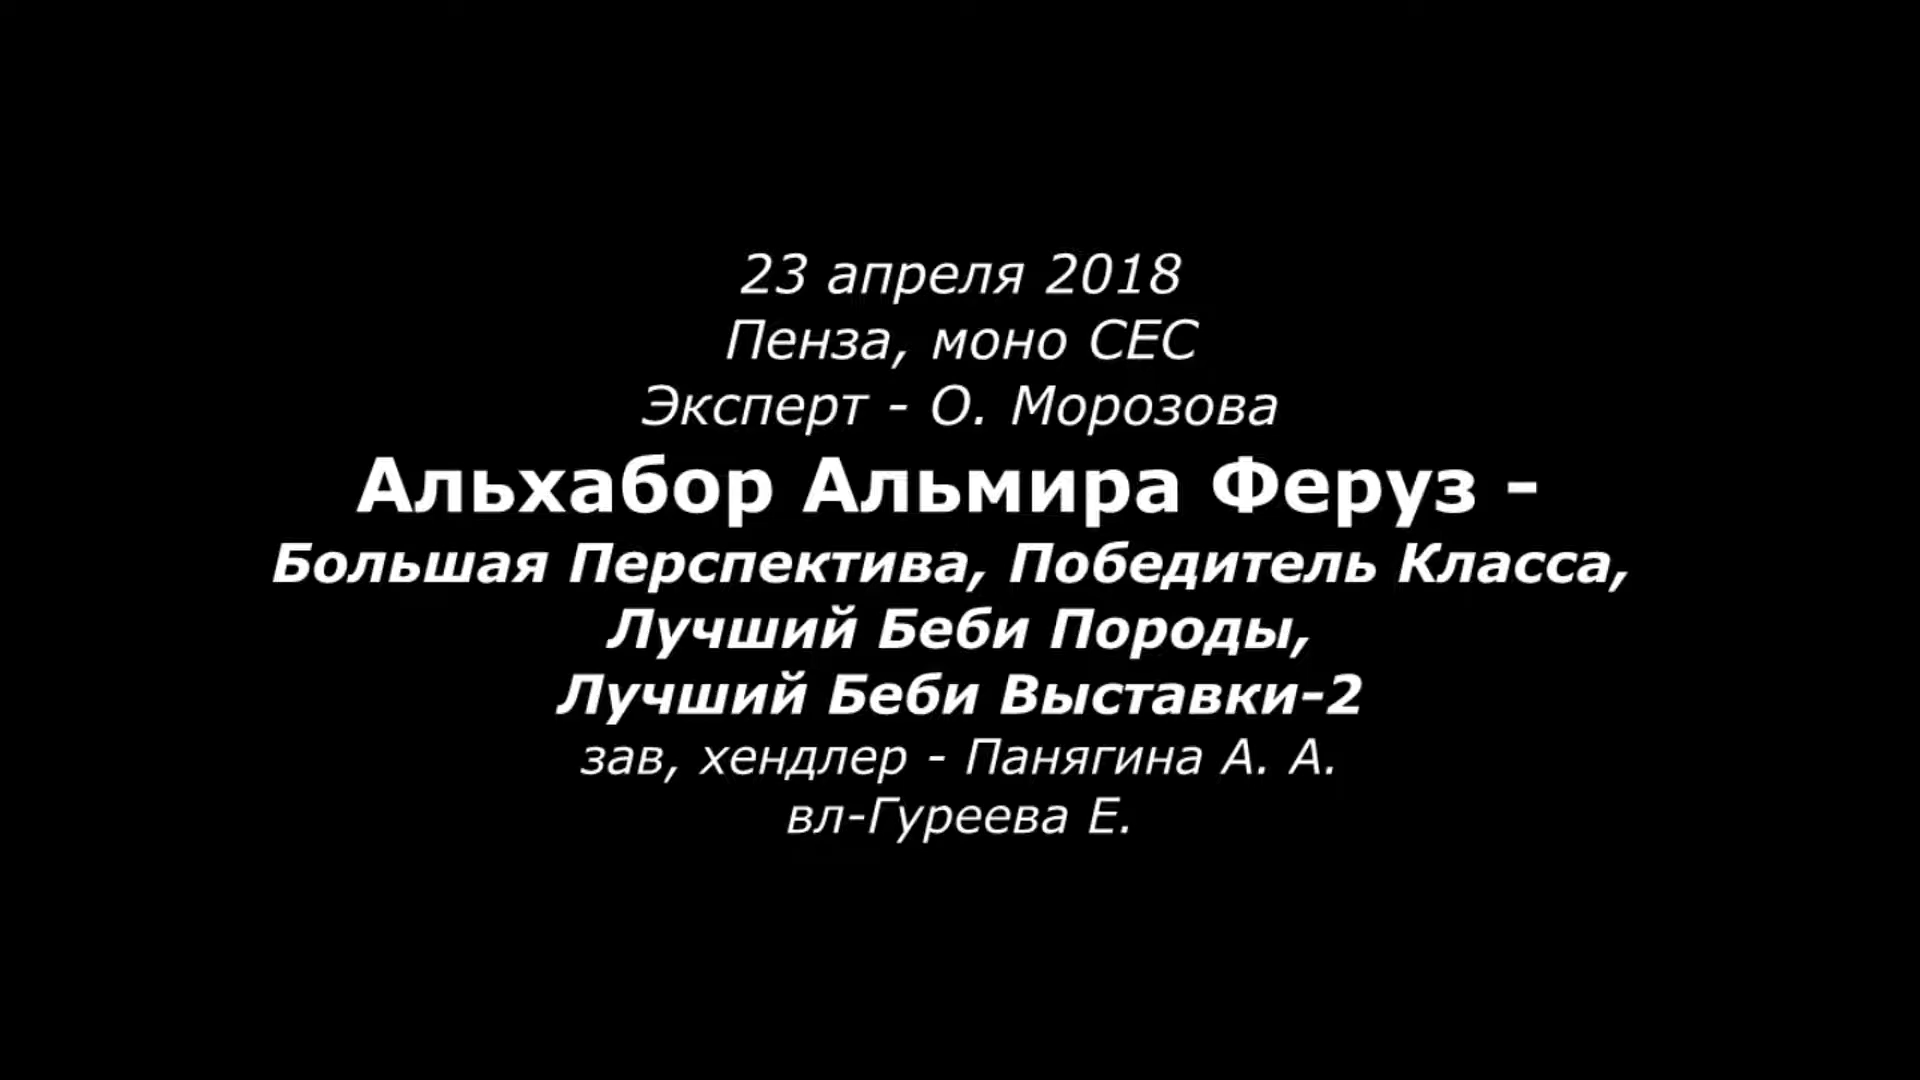 23 апреля 2018
Пенза, моно СЕС
Эксперт - О. Морозова
Альхабор Альмира Феруз -
Большая Перспектива, Победитель Класса,
Лучший Беби Породы,
Лучший Беби Выставки-2
зав, хендлер - Панягина А. А.
вл-Гуреева Е.